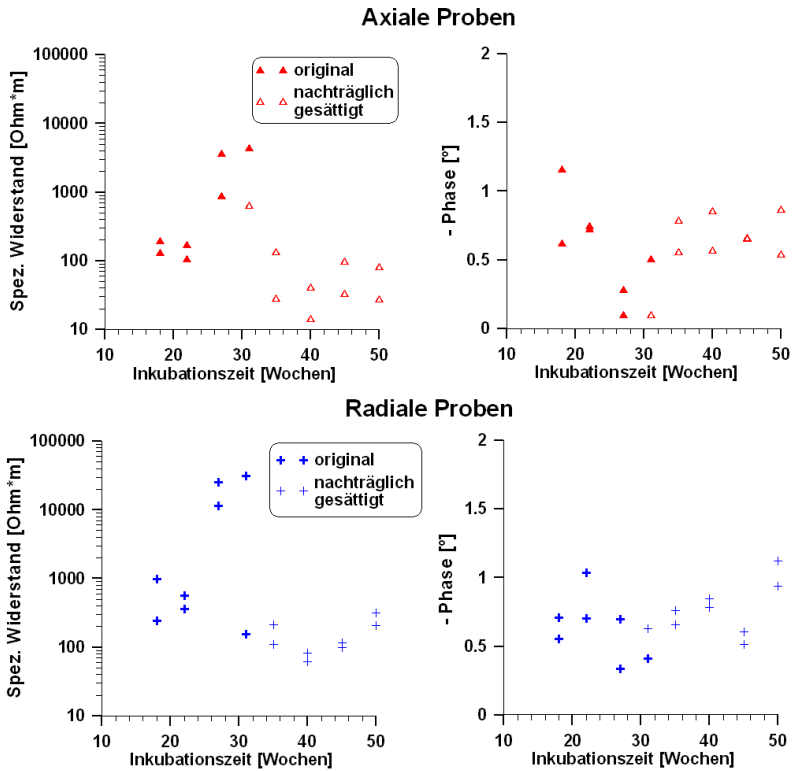 Axiale Proben
Spez. Widerstand [Ohm*m]
100000
10000
1000
100
10
10
20
30
40
50
Inkubationszeit [Wochen]
original
nachträglich
gesättigt
- Phase [°]
2
1.5
1
0.5
0
10
20
30
40
50
Inkubationszeit [Wochen]
Radiale Proben
Spez. Widerstand [Ohm*m]
100000
10000
1000
100
10
10
20
30
40
50
Inkubationszeit [Wochen]
original
nachträglich
gesättigt
- Phase [°]
2
1.5
1
0.5
0
10
20
30
40
50
Inkubationszeit [Wochen]